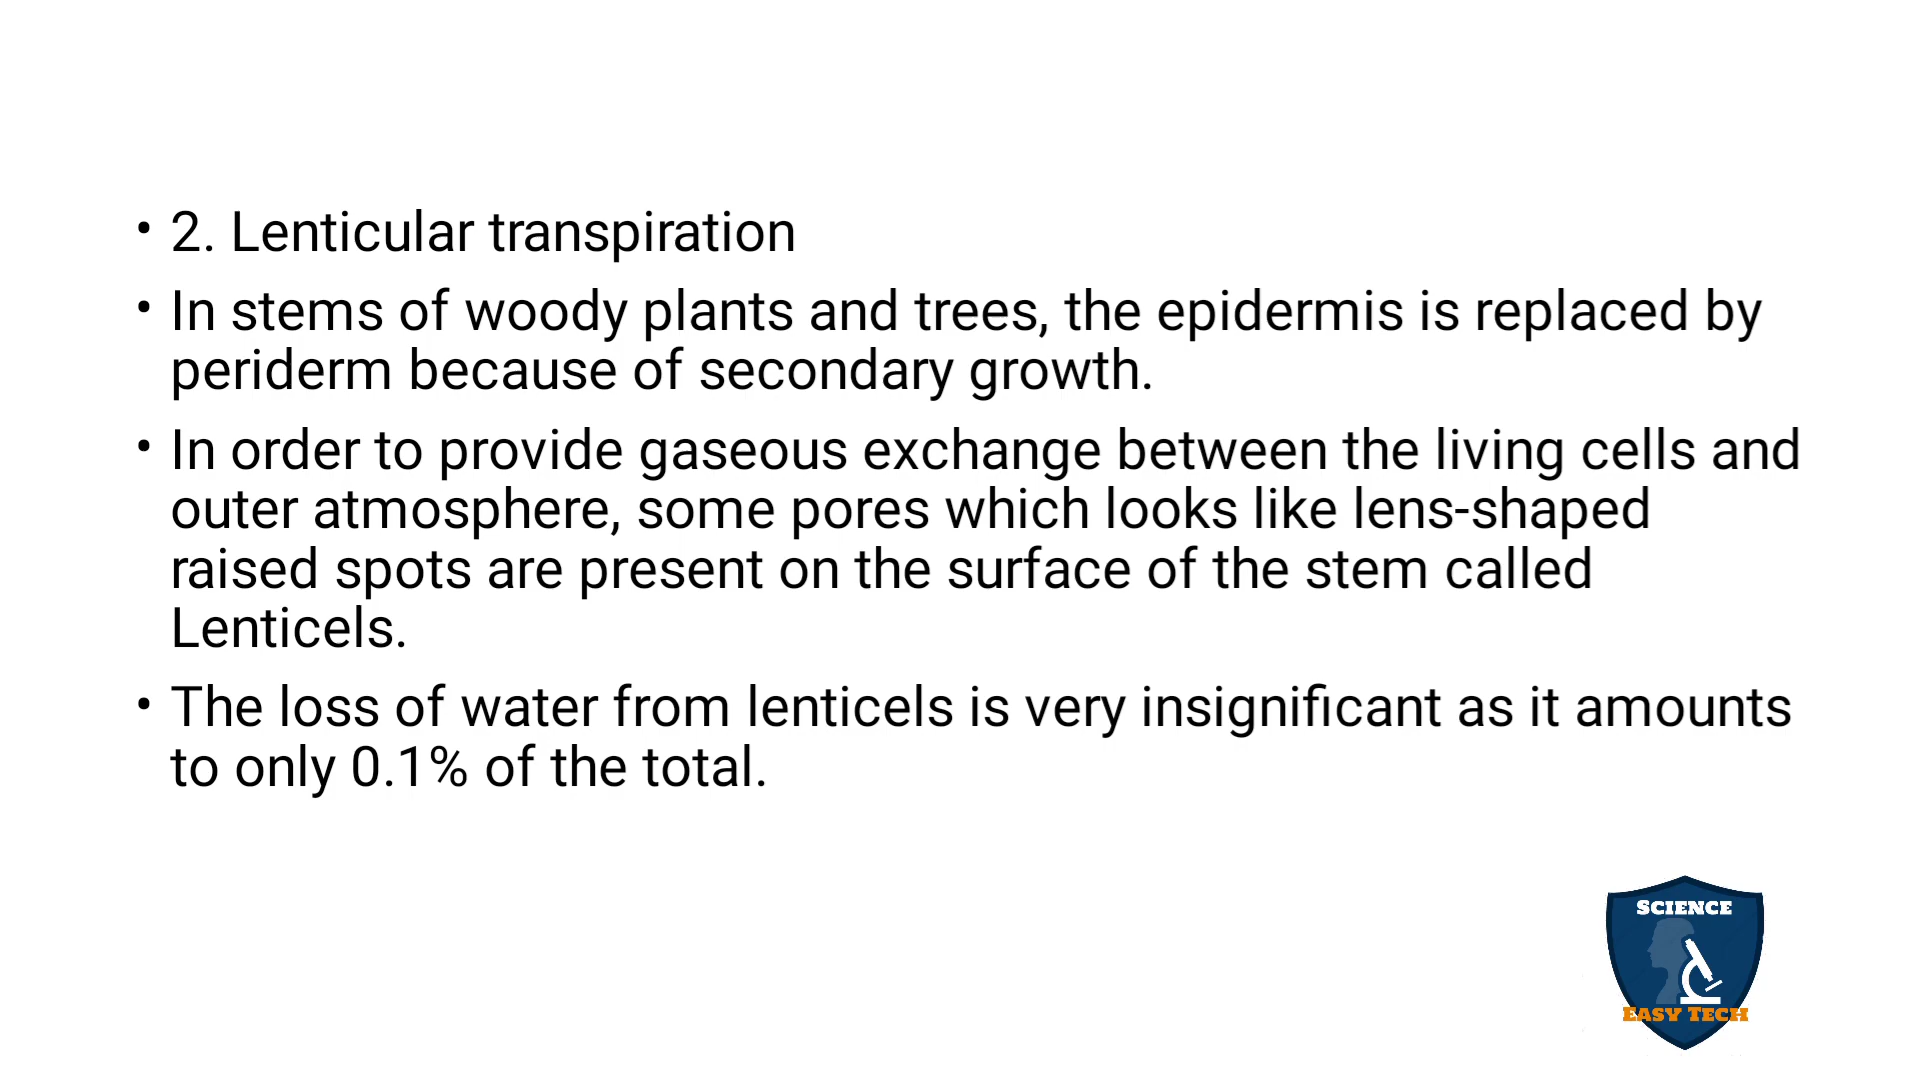 • 2. Lenticular transpiration
• In stems of woody plants and trees, the epidermis is replaced by
periderm because of secondary growth.
• In order to provide gaseous exchange between the living cells and
outer atmosphere, some pores which looks like lens-shaped
raised spots are present on the surface of the stem called
Lenticels.
• The loss of water from lenticels is very insignificant as it amounts
to only 0.1% of the total.
SCIENCE
EASY TECH